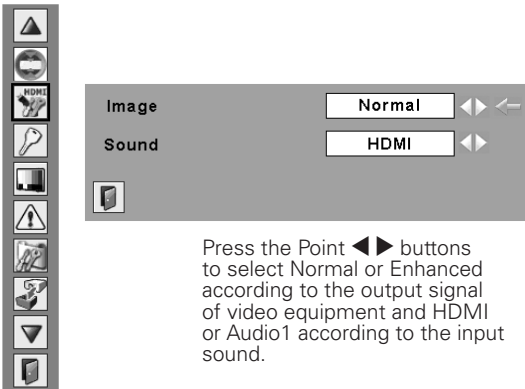 HDMI
Image Normal
Sound HDMI
Press the Point ◀▶ buttons
to select Normal or Enhanced
according to the output signal
of video equipment and HDMI
or Audio1 according to the input
sound.